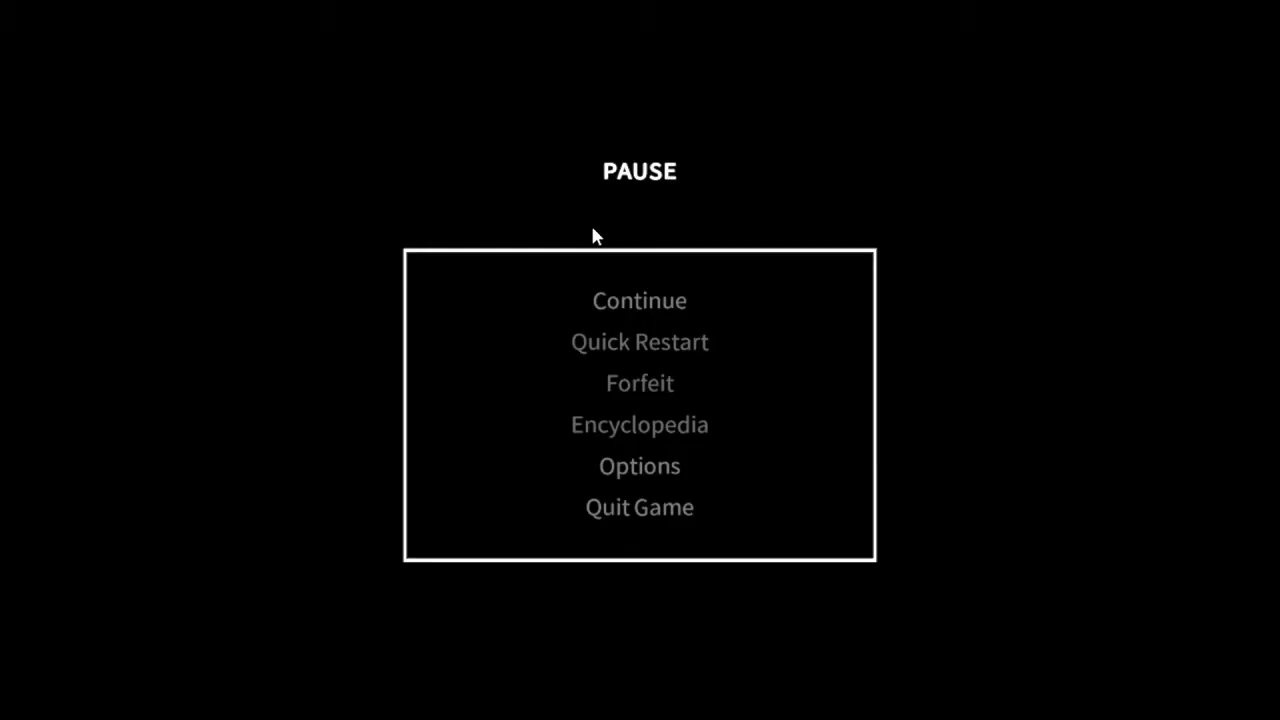 PAUSE
Continue
Quick Restart
Forfeit
Encyclopedia
Options
Quit Game